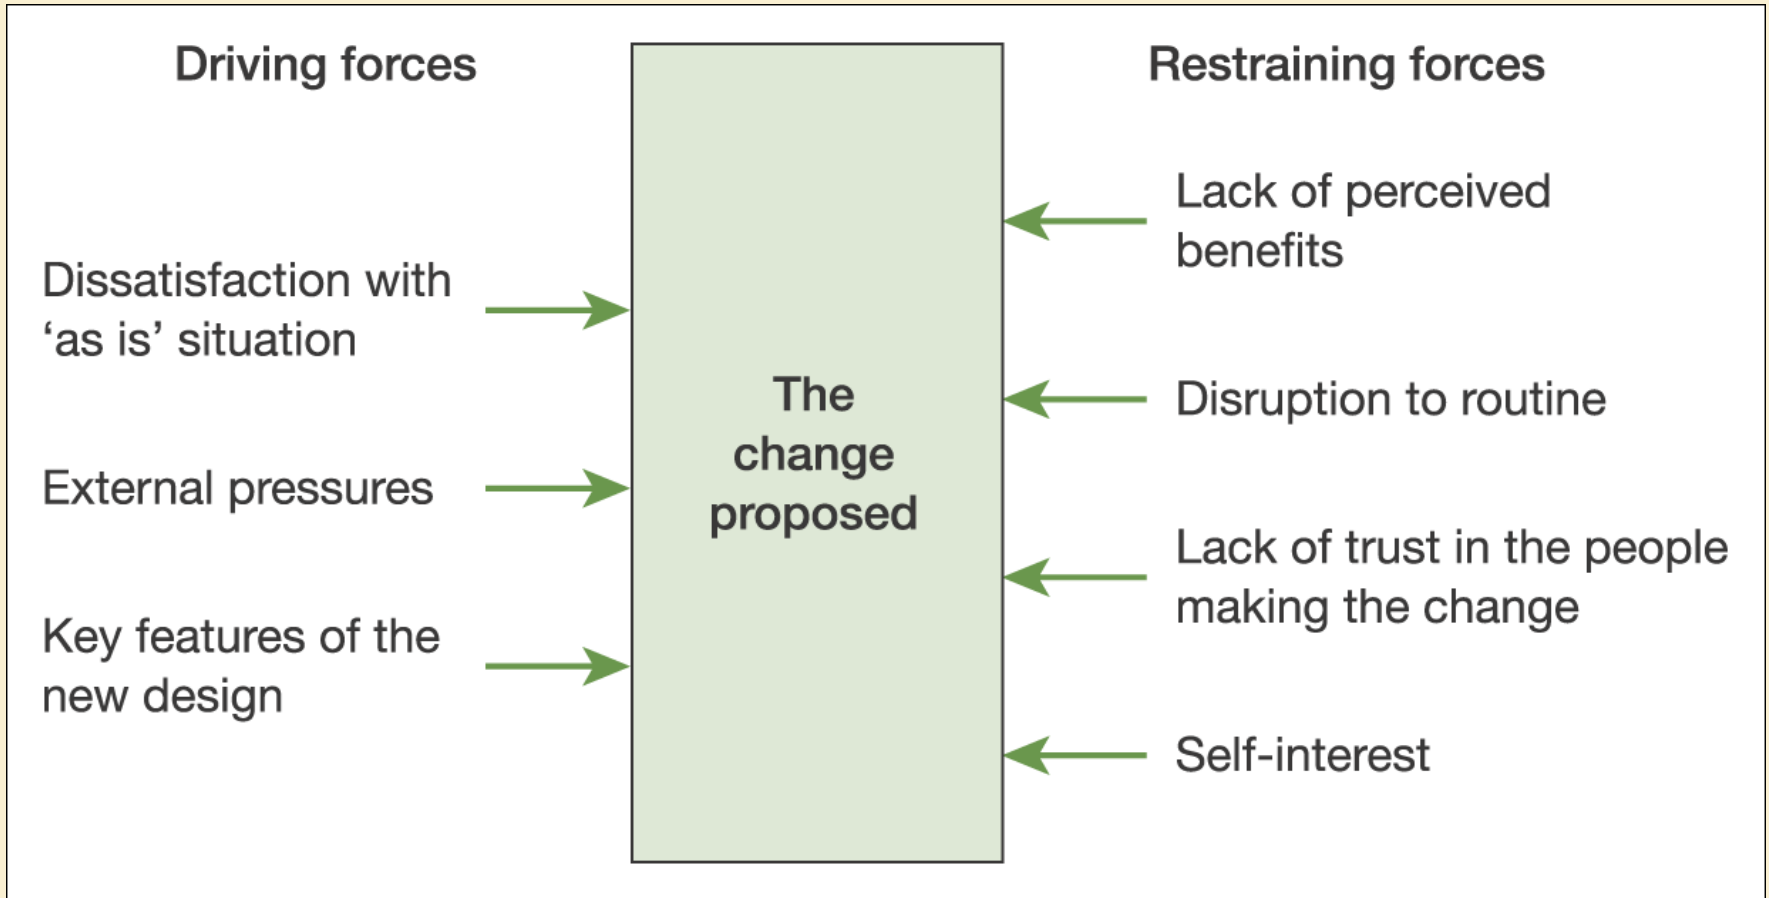 Driving forces
Restraining forces
Dissatisfaction with
‘as is’ situation
External pressures
Key features of the
new design
The
change
proposed
Lack of perceived
benefits
Disruption to routine
Lack of trust in the people
making the change
Self-interest